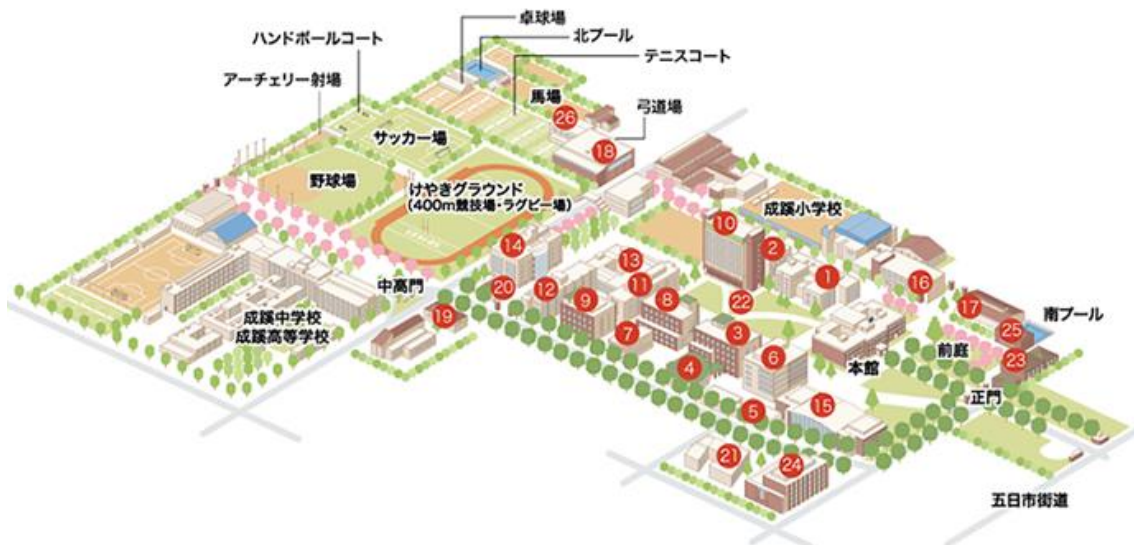 卓球場
ハンドボールコート
北プール
アーチェリー射場
テニスコート
馬場
26
弓道場
サッカー場
18
野球場
けやきグラウンド
(400m競技場・ラグビー場)
成蹊小学校
10
14
2
13
1
16
中高門
20
12
11
9
8
22
17
南プール
成蹊中学校
成蹊高等学校
19
7
3
25
前庭
4
6
本館
23
正門
5
15
21
24
五日市街道